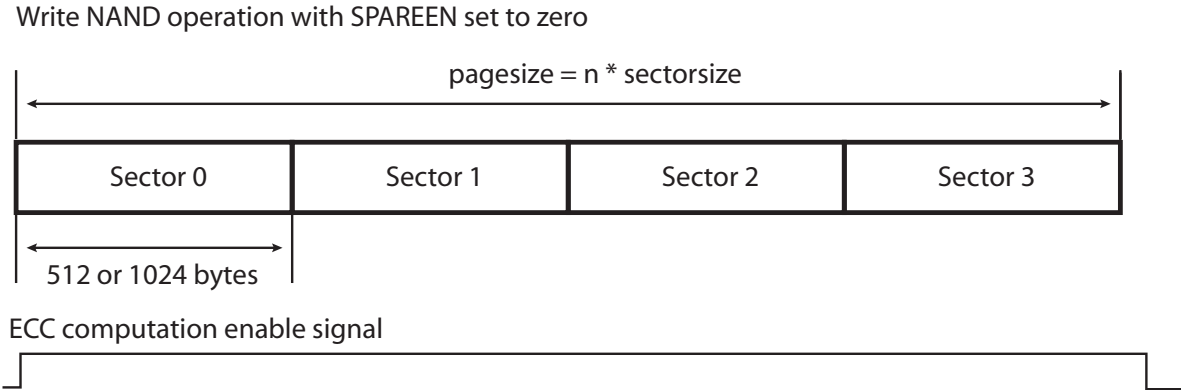 Write NAND operation with SPAREEN set to zero
pagesize = n * sectorsize
Sector 0 Sector 1 Sector 2 Sector 3
512 or 1024 bytes
ECC computation enable signal